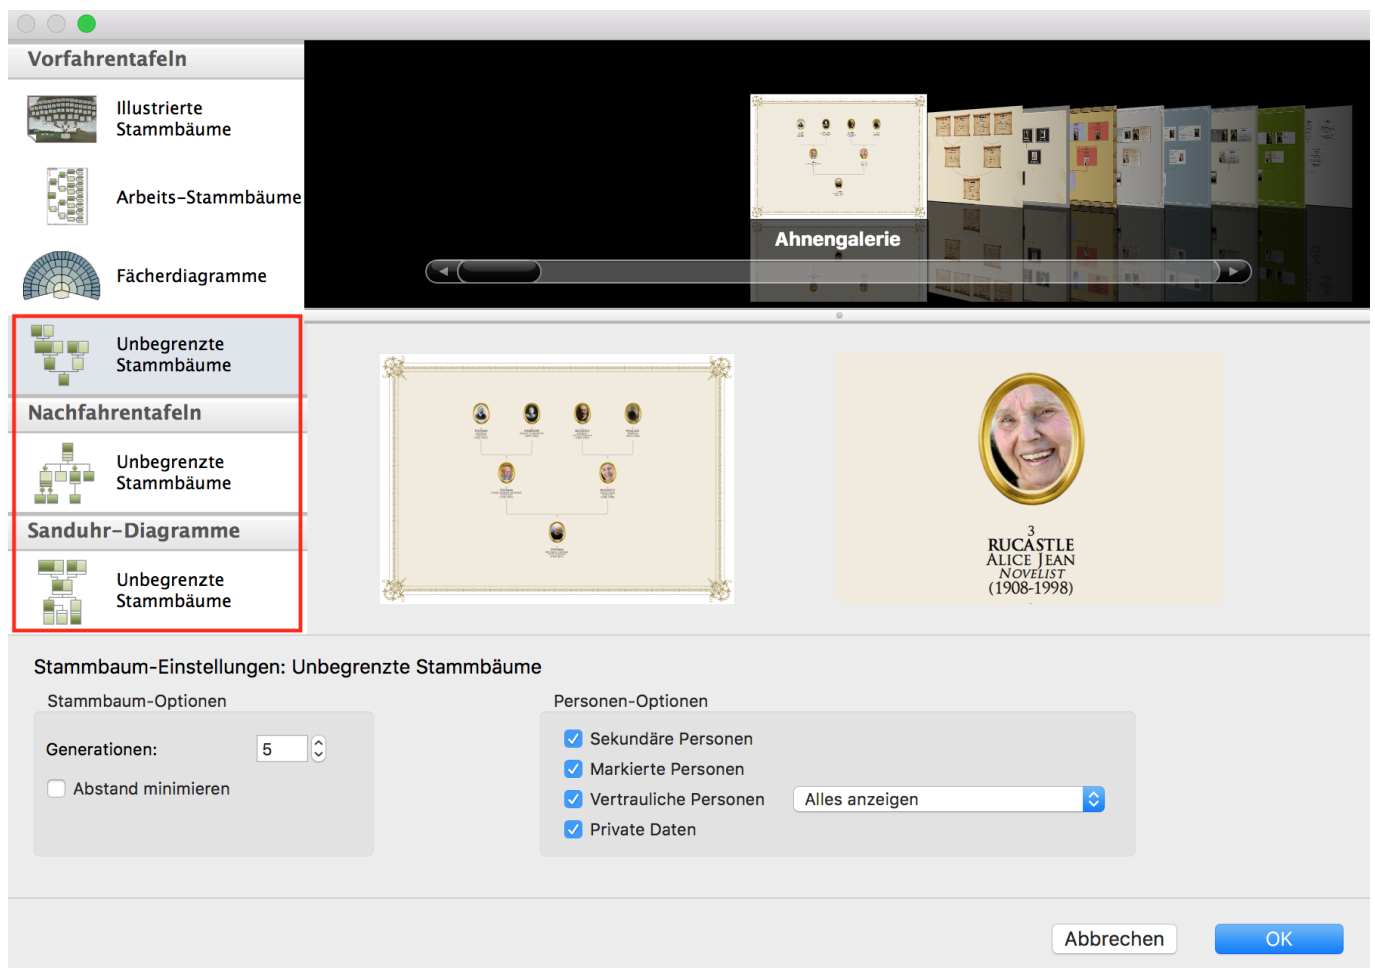 Vorfahrentafeln
Illustrierte
Stammbäume
Arbeits-Stammbäume
Fächerdiagramme
Unbegrenzte
Stammbäume
Nachfahrentafeln
Unbegrenzte
Stammbäume
Sanduhr-Diagramme
Unbegrenzte
Stammbäume
Ahnengalerie
3
RUCASTLE
ALICE JEAN
NOVELIST
(1908-1998)
Stammbaum-Einstellungen: Unbegrenzte Stammbäume
Stammbaum-Optionen
Generationen: 5
Abstand minimieren
Personen-Optionen
Sekundäre Personen
Markierte Personen
Vertrauliche Personen Alles anzeigen
Private Daten
Abbrechen OK